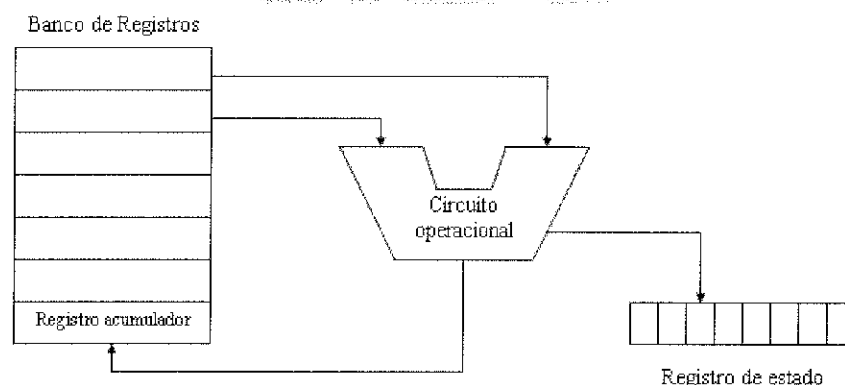 Banco de Registros
Circuito
operacional
Registro acumulador
Registro de estado